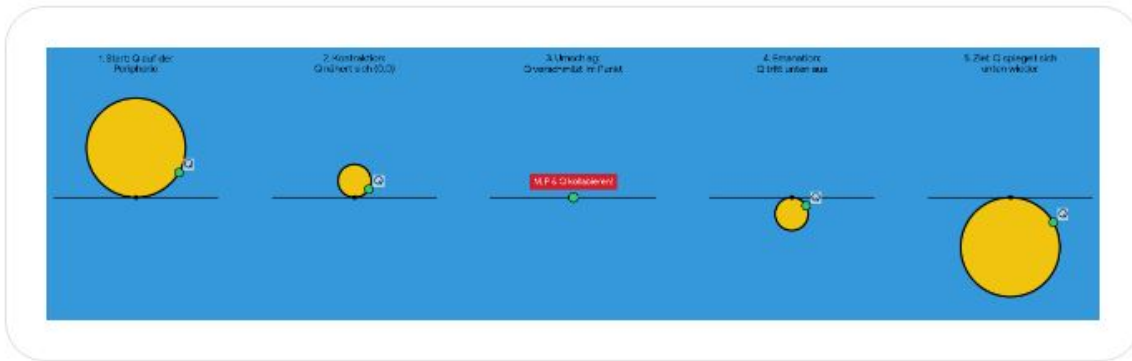 1. Start: Q auf der
Peripherie
2. Kontraktion:
Q nähert sich (0,0)
3. Umschlag:
Q verschmilzt im Punkt
4. Emanation:
Q tritt unten aus
5. Ziel: Q spiegelt sich
unten wieder
Q
Q
M,P & Q kollabieren!
Q
Q